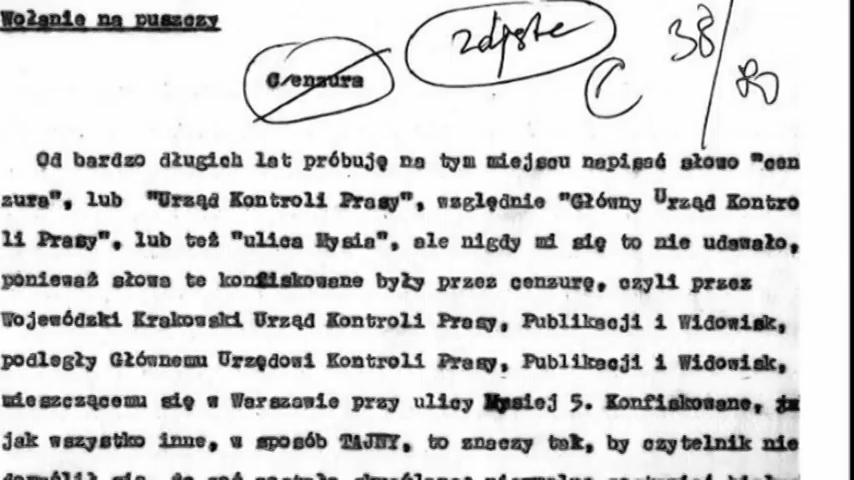 Wołanie na puszczy
zdjęte
38/80
C/enzura
C
Od bardzo długich lat próbuję na tym miejscu napisać słowo "cen
zura", lub "Urząd Kontroli Prasy", względnie "Główny Urząd Kontro
li Prasy", lub też "ulica Mysia", ale nigdy mi się to nie udawało,
ponieważ słowa te konfiskowane były przez cenzurę, czyli przez
Wojewódzki Krakowski Urząd Kontroli Prasy, Publikacji i Widowisk,
podległy Głównemu Urzędowi Kontroli Prasy, Publikacji i Widowisk,
mieszczącemu się w Warszawie przy ulicy Mysiej 5. Konfiskowane,
jak wszystko inne, w sposób TAJNY, to znaczy tak, by czytelnik nie